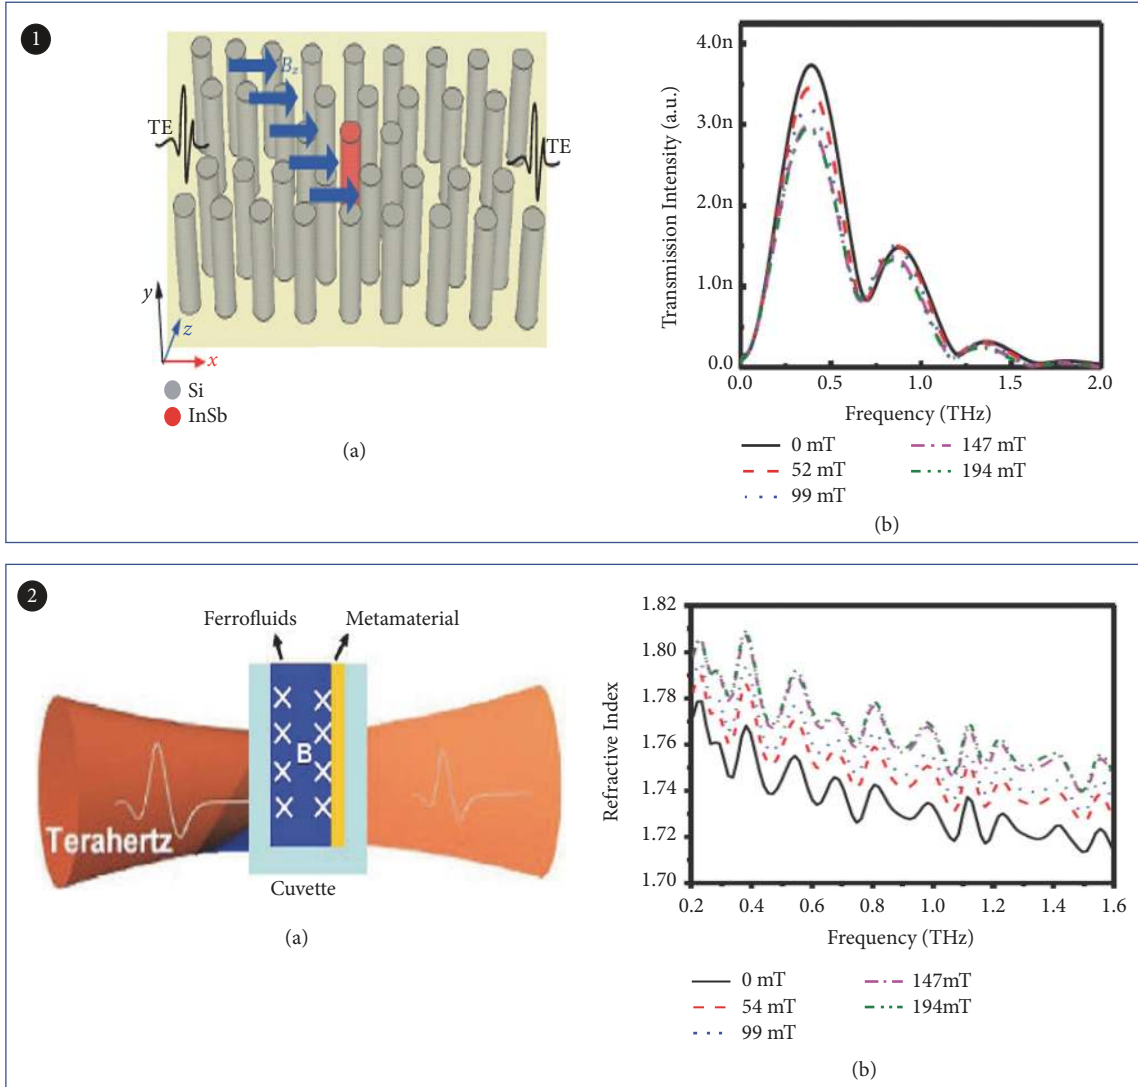 1
B_z
TE
TE
y
z
x
Si
InSb
(a)
Transmission Intensity (a.u.)
4.0n
3.0n
2.0n
1.0n
0.0
0.0 0.5 1.0 1.5 2.0
Frequency (THz)
0 mT 147 mT
52 mT 194 mT
99 mT
(b)
2
Ferrofluids Metamaterial
B
Terahertz
Cuvette
(a)
Refractive Index
1.82
1.80
1.78
1.76
1.74
1.72
1.70
0.2 0.4 0.6 0.8 1.0 1.2 1.4 1.6
Frequency (THz)
0 mT 147mT
54 mT 194mT
99 mT
(b)